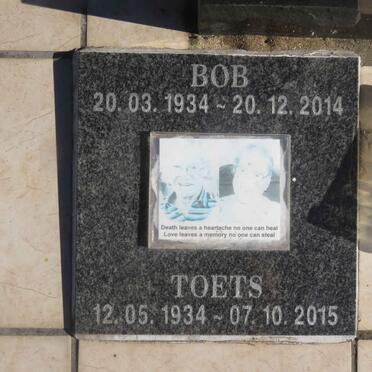 BOB
20. 03. 1934 ~ 20. 12. 2014
Death leaves a heartache no one can heal
Love leaves a memory no one can steal
TOETS
12. 05. 1934 ~ 07. 10. 2015